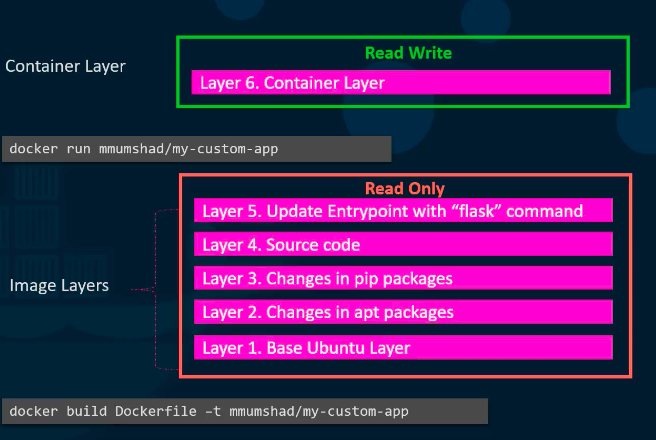 Read Write
Container Layer
Layer 6. Container Layer
docker run mmumshad/my-custom-app
Read Only
Layer 5. Update Entrypoint with “flask” command
Layer 4. Source code
Layer 3. Changes in pip packages
Image Layers
Layer 2. Changes in apt packages
Layer 1. Base Ubuntu Layer
docker build Dockerfile –t mmumshad/my-custom-app